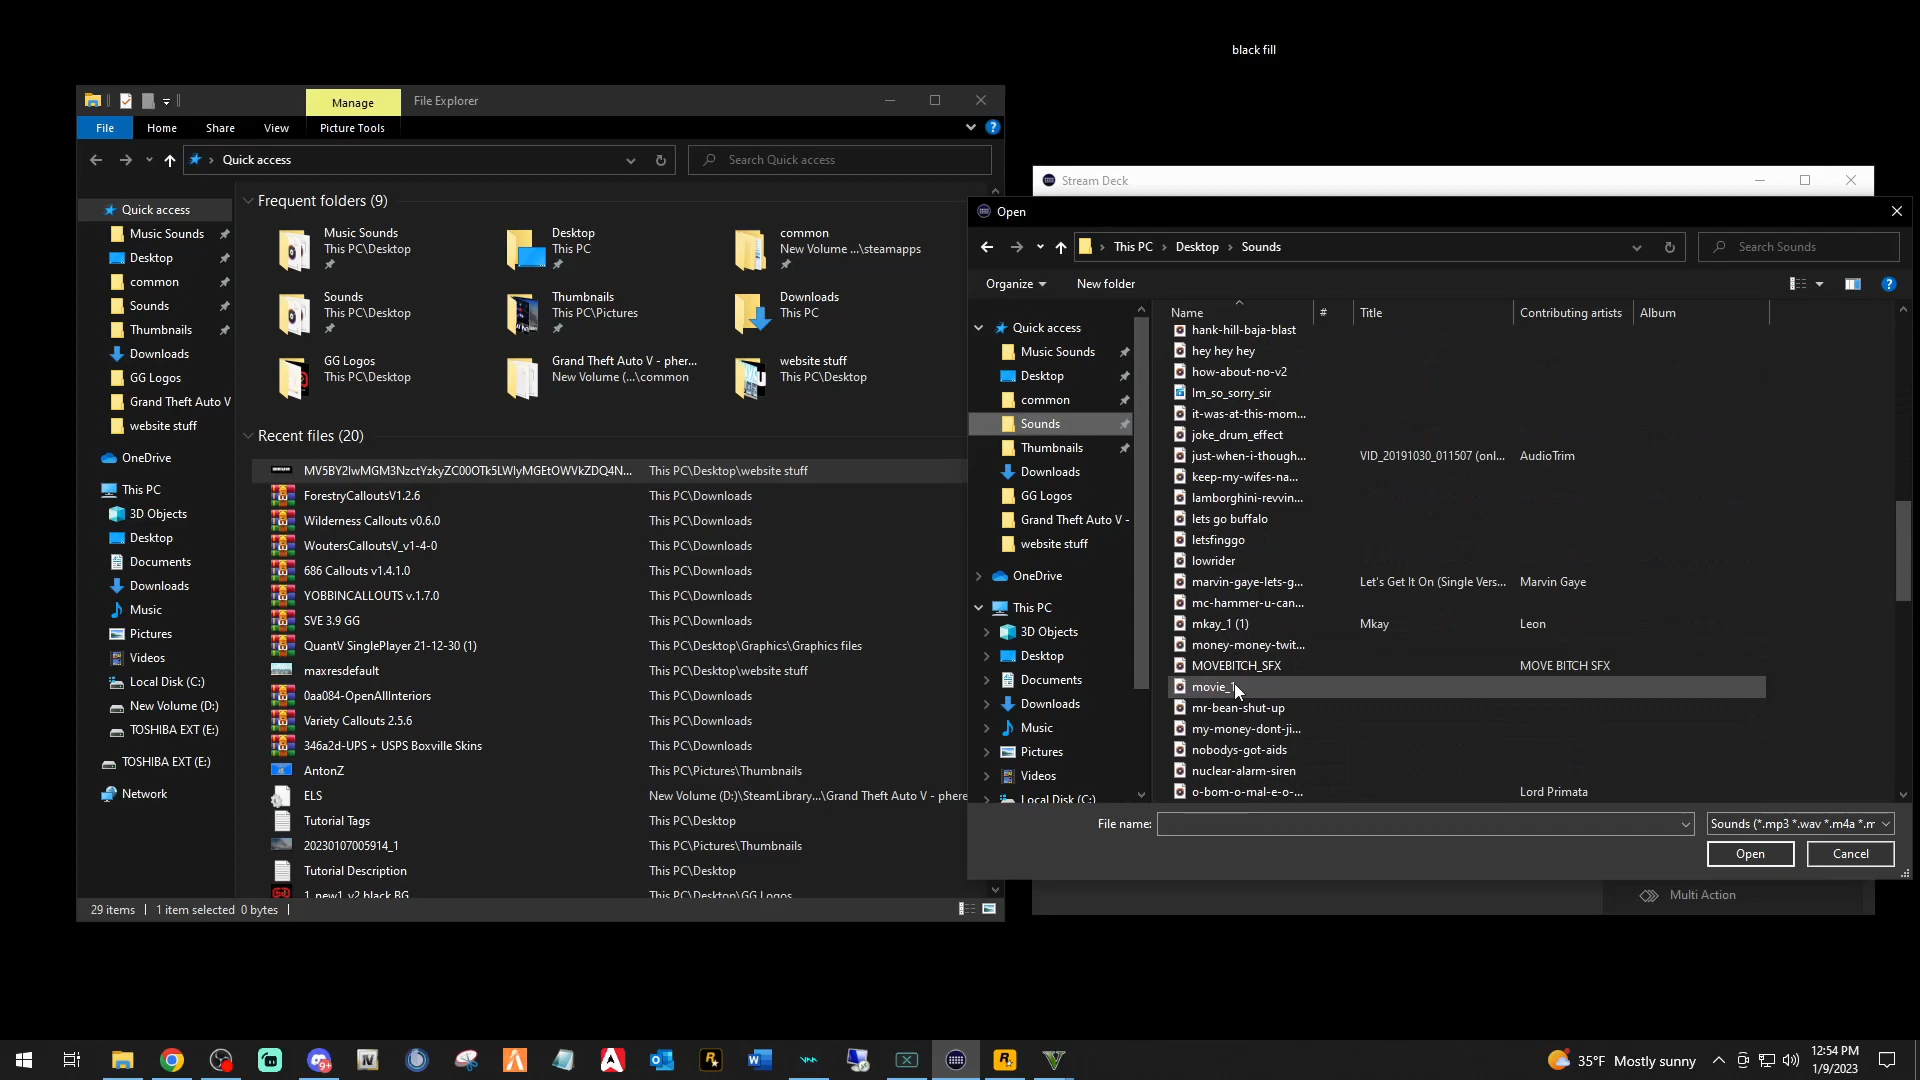 black fill
Manage
File Explorer
File
Home
Share
View
Picture Tools
Quick access
Search Quick access
Quick access
Music Sounds
Desktop
common
Sounds
Thumbnails
Downloads
GG Logos
Grand Theft Auto V
website stuff
OneDrive
This PC
3D Objects
Desktop
Documents
Downloads
Music
Pictures
Videos
Local Disk (C:)
New Volume (D:)
TOSHIBA EXT (E:)
TOSHIBA EXT (E:)
Network
Frequent folders (9)
Music Sounds
This PC\Desktop
Desktop
This PC
common
New Volume ...\steamapps
Sounds
This PC\Desktop
Thumbnails
This PC\Pictures
Downloads
This PC
GG Logos
This PC\Desktop
Grand Theft Auto V - pher...
New Volume (...\common
website stuff
This PC\Desktop
Recent files (20)
MV5BY2IwMGM3NzctYzkyZC00OTk5LWIyMGEtOWVkZDQ4N... This PC\Desktop\website stuff
ForestryCalloutsV1.2.6 This PC\Downloads
Wilderness Callouts v0.6.0 This PC\Downloads
WoutersCalloutsV_v1-4-0 This PC\Downloads
686 Callouts v1.4.1.0 This PC\Downloads
YOBBINCALLOUTS v.1.7.0 This PC\Downloads
SVE 3.9 GG This PC\Downloads
QuantV SinglePlayer 21-12-30 (1) This PC\Desktop\Graphics\Graphics files
maxresdefault This PC\Desktop\website stuff
0aa084-OpenAllInteriors This PC\Downloads
Variety Callouts 2.5.6 This PC\Downloads
346a2d-UPS + USPS Boxville Skins This PC\Downloads
AntonZ This PC\Pictures\Thumbnails
ELS New Volume (D:)\SteamLibrary...\Grand Theft Auto V - phere
Tutorial Tags This PC\Desktop
20230107005914_1 This PC\Pictures\Thumbnails
Tutorial Description This PC\Desktop
1_new1_v2 black BG This PC\Desktop\GG Logos
29 items
1 item selected 0 bytes
Stream Deck
Open
This PC
Desktop
Sounds
Search Sounds
Organize
New folder
Quick access
Music Sounds
Desktop
common
Sounds
Thumbnails
Downloads
GG Logos
Grand Theft Auto V -
website stuff
OneDrive
This PC
3D Objects
Desktop
Documents
Downloads
Music
Pictures
Videos
Local Disk (C:)
Name # Title Contributing artists Album
hank-hill-baja-blast
hey hey hey
how-about-no-v2
Im_so_sorry_sir
it-was-at-this-mom...
joke_drum_effect
just-when-i-though... VID_20191030_011507 (onl... AudioTrim
keep-my-wifes-na...
lamborghini-revvin...
lets go buffalo
letsfinggo
lowrider
marvin-gaye-lets-g... Let's Get It On (Single Vers... Marvin Gaye
mc-hammer-u-can...
mkay_1 (1) Mkay Leon
money-money-twit...
MOVEBITCH_SFX MOVE BITCH SFX
movie_1
mr-bean-shut-up
my-money-dont-ji...
nobodys-got-aids
nuclear-alarm-siren
o-bom-o-mal-e-o-... Lord Primata
File name:
Sounds (*.mp3 *.wav *.m4a *.m
Open
Cancel
Multi Action
9+
35°F Mostly sunny
12:54 PM
1/9/2023